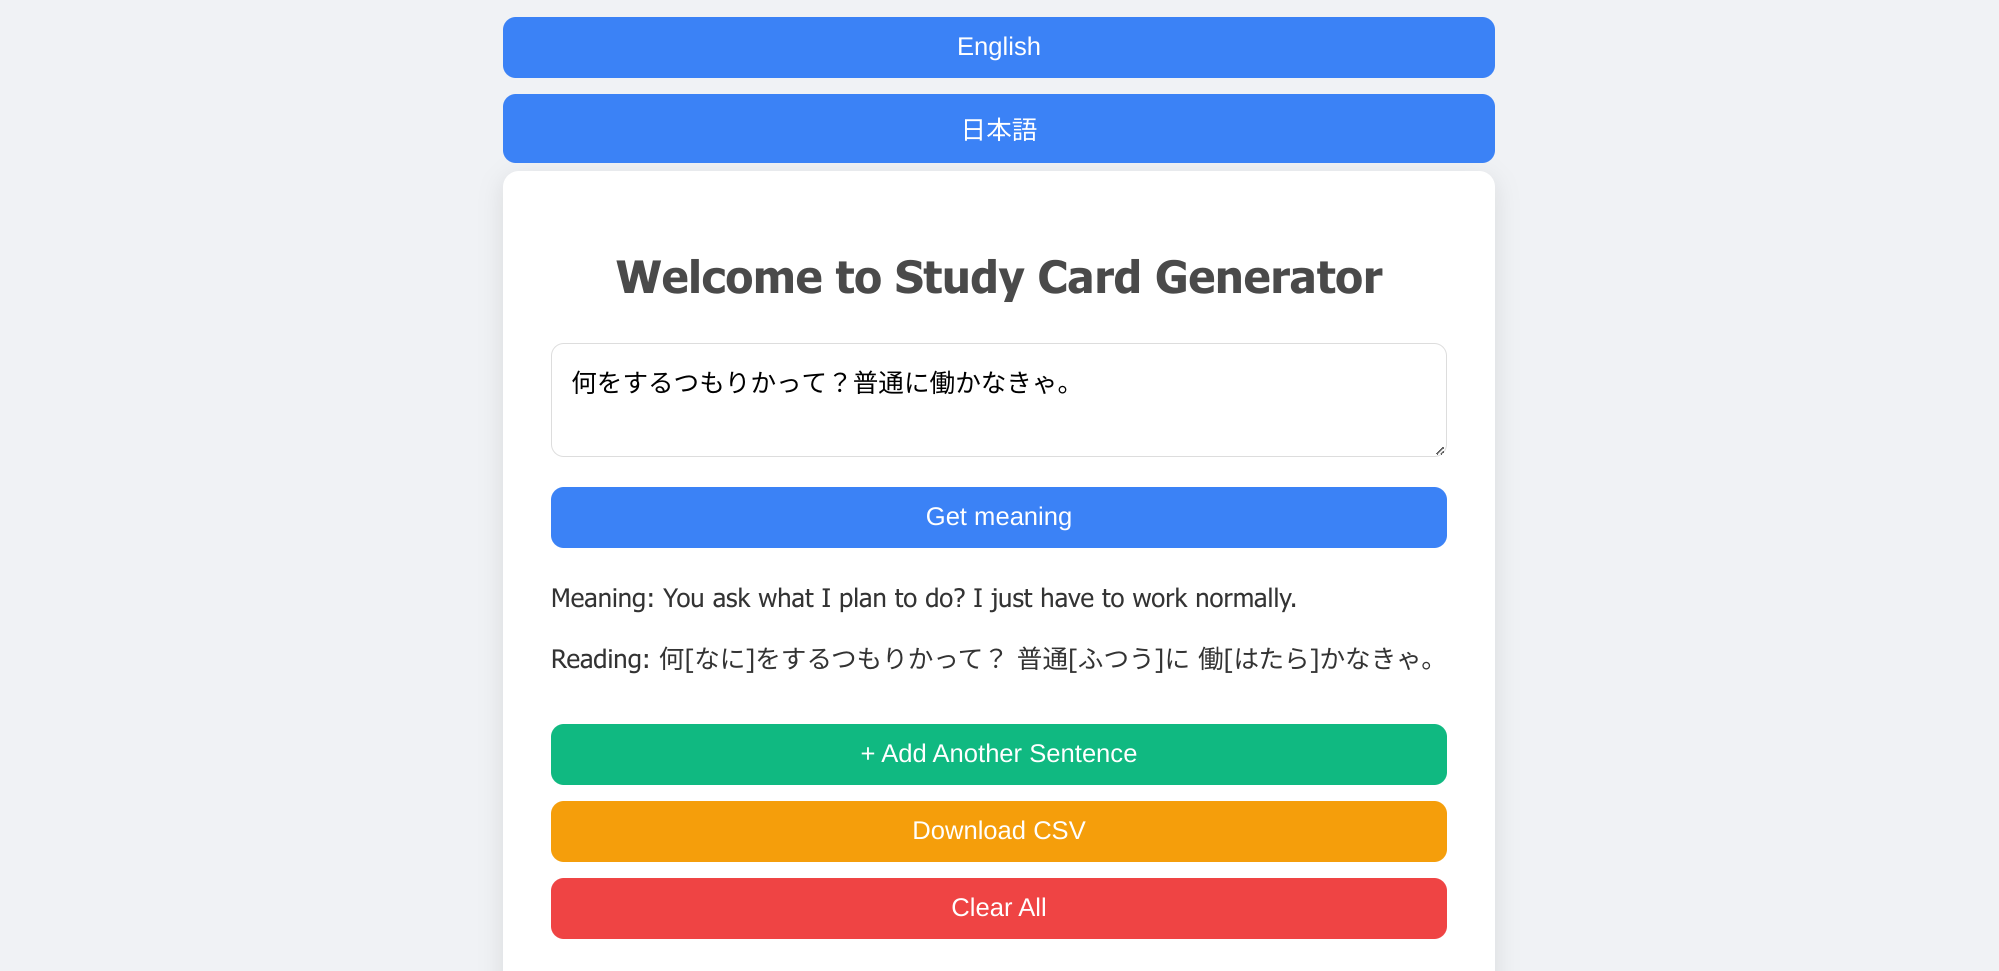 English
日本語
Welcome to Study Card Generator
何をするつもりかって？普通に働かなきゃ。
Get meaning
Meaning: You ask what I plan to do? I just have to work normally.
Reading: 何[なに]をするつもりかって？ 普通[ふつう]に 働[はたら]かなきゃ。
+ Add Another Sentence
Download CSV
Clear All